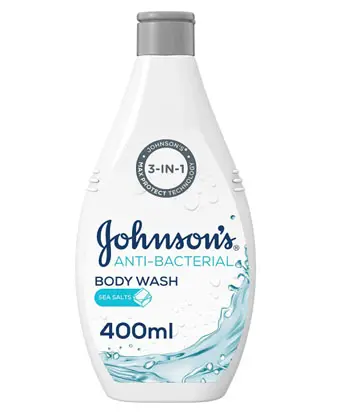 JOHNSON'S®
3-IN-1
MAX PROTECT TECHNOLOGY
Johnson's®
ANTI-BACTERIAL
BODY WASH
SEA SALTS
400ml